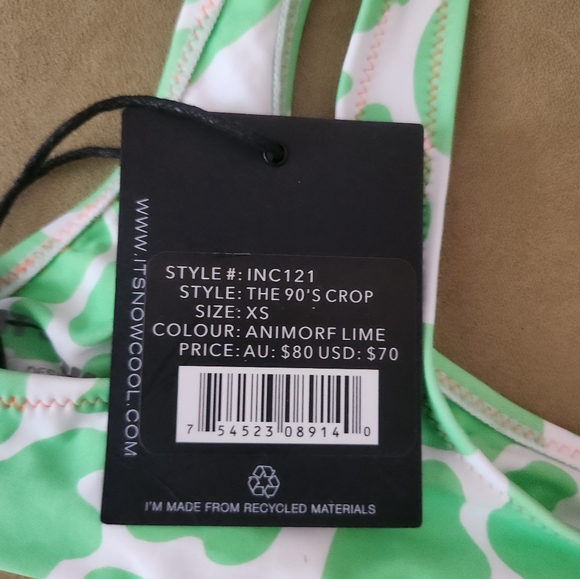 WWW.ITSNOWCOOL.COM
STYLE #: INC121
STYLE: THE 90'S CROP
SIZE: XS
COLOUR: ANIMORF LIME
PRICE: AU: $80 USD: $70
7 54523 08914 0
I'M MADE FROM RECYCLED MATERIALS